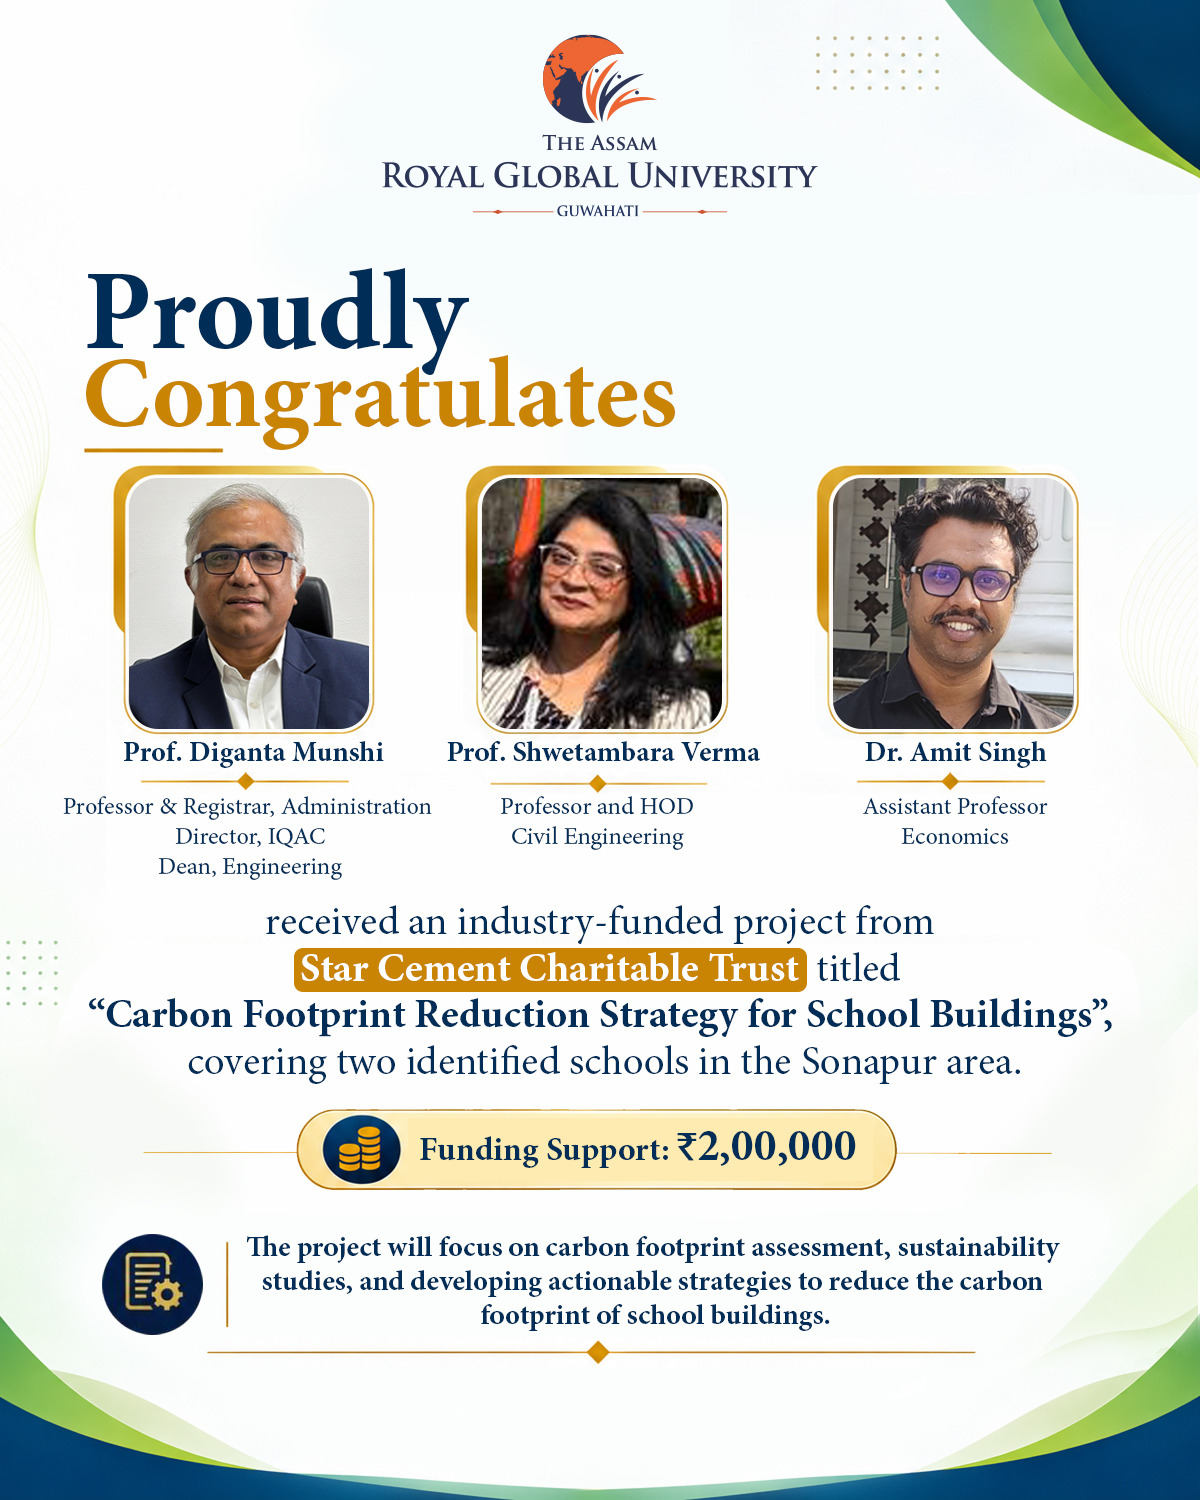 THE ASSAM
ROYAL GLOBAL UNIVERSITY
GUWAHATI
Proudly
Congratulates
Prof. Diganta Munshi
Professor & Registrar, Administration
Director, IQAC
Dean, Engineering
Prof. Shwetambara Verma
Professor and HOD
Civil Engineering
Dr. Amit Singh
Assistant Professor
Economics
received an industry-funded project from
Star Cement Charitable Trust titled
“Carbon Footprint Reduction Strategy for School Buildings”,
covering two identified schools in the Sonapur area.
Funding Support: ₹2,00,000
The project will focus on carbon footprint assessment, sustainability
studies, and developing actionable strategies to reduce the carbon
footprint of school buildings.